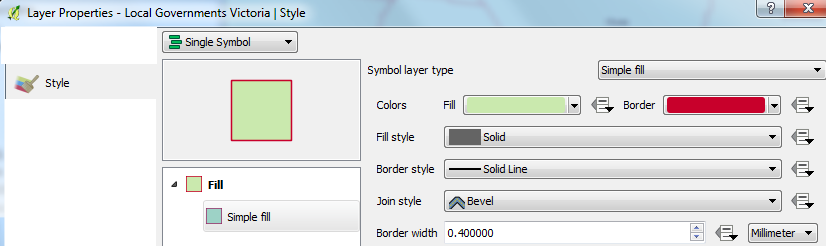 Layer Properties - Local Governments Victoria | Style
Single Symbol
Style
Symbol layer type
Simple fill
Colors
Fill
Border
Fill style
Solid
Border style
Solid Line
Join style
Bevel
Border width
0.400000
Millimeter
Fill
Simple fill